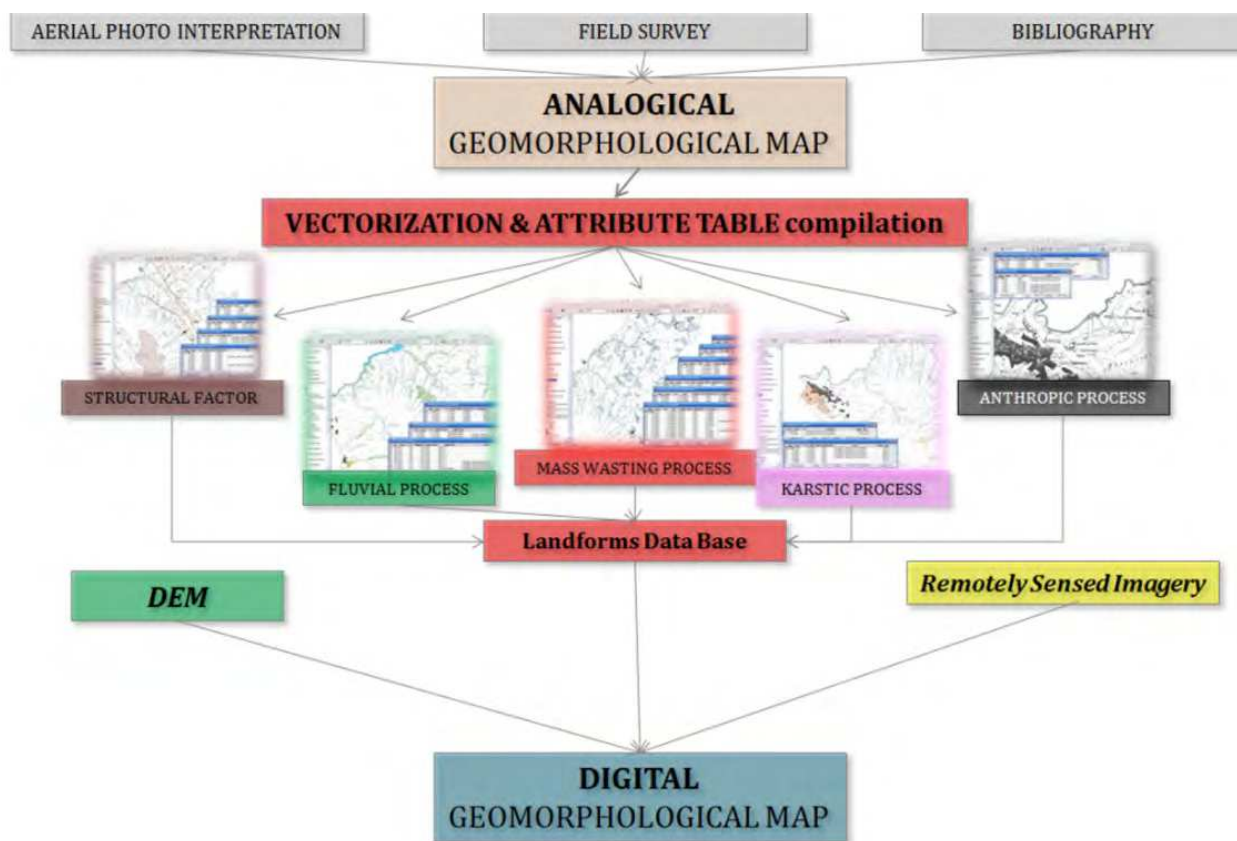 AERIAL PHOTO INTERPRETATION
FIELD SURVEY
BIBLIOGRAPHY
ANALOGICAL
GEOMORPHOLOGICAL MAP
VECTORIZATION & ATTRIBUTE TABLE compilation
STRUCTURAL FACTOR
FLUVIAL PROCESS
MASS WASTING PROCESS
KARSTIC PROCESS
ANTHROPIC PROCESS
Landforms Data Base
DEM
Remotely Sensed Imagery
DIGITAL
GEOMORPHOLOGICAL MAP